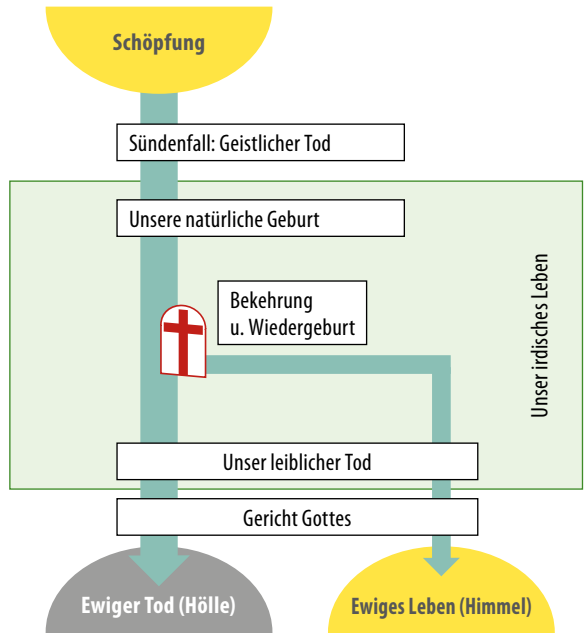 Schöpfung
Sündenfall: Geistlicher Tod
Unsere natürliche Geburt
Bekehrung
u. Wiedergeburt
Unser irdisches Leben
Unser leiblicher Tod
Gericht Gottes
Ewiger Tod (Hölle)
Ewiges Leben (Himmel)